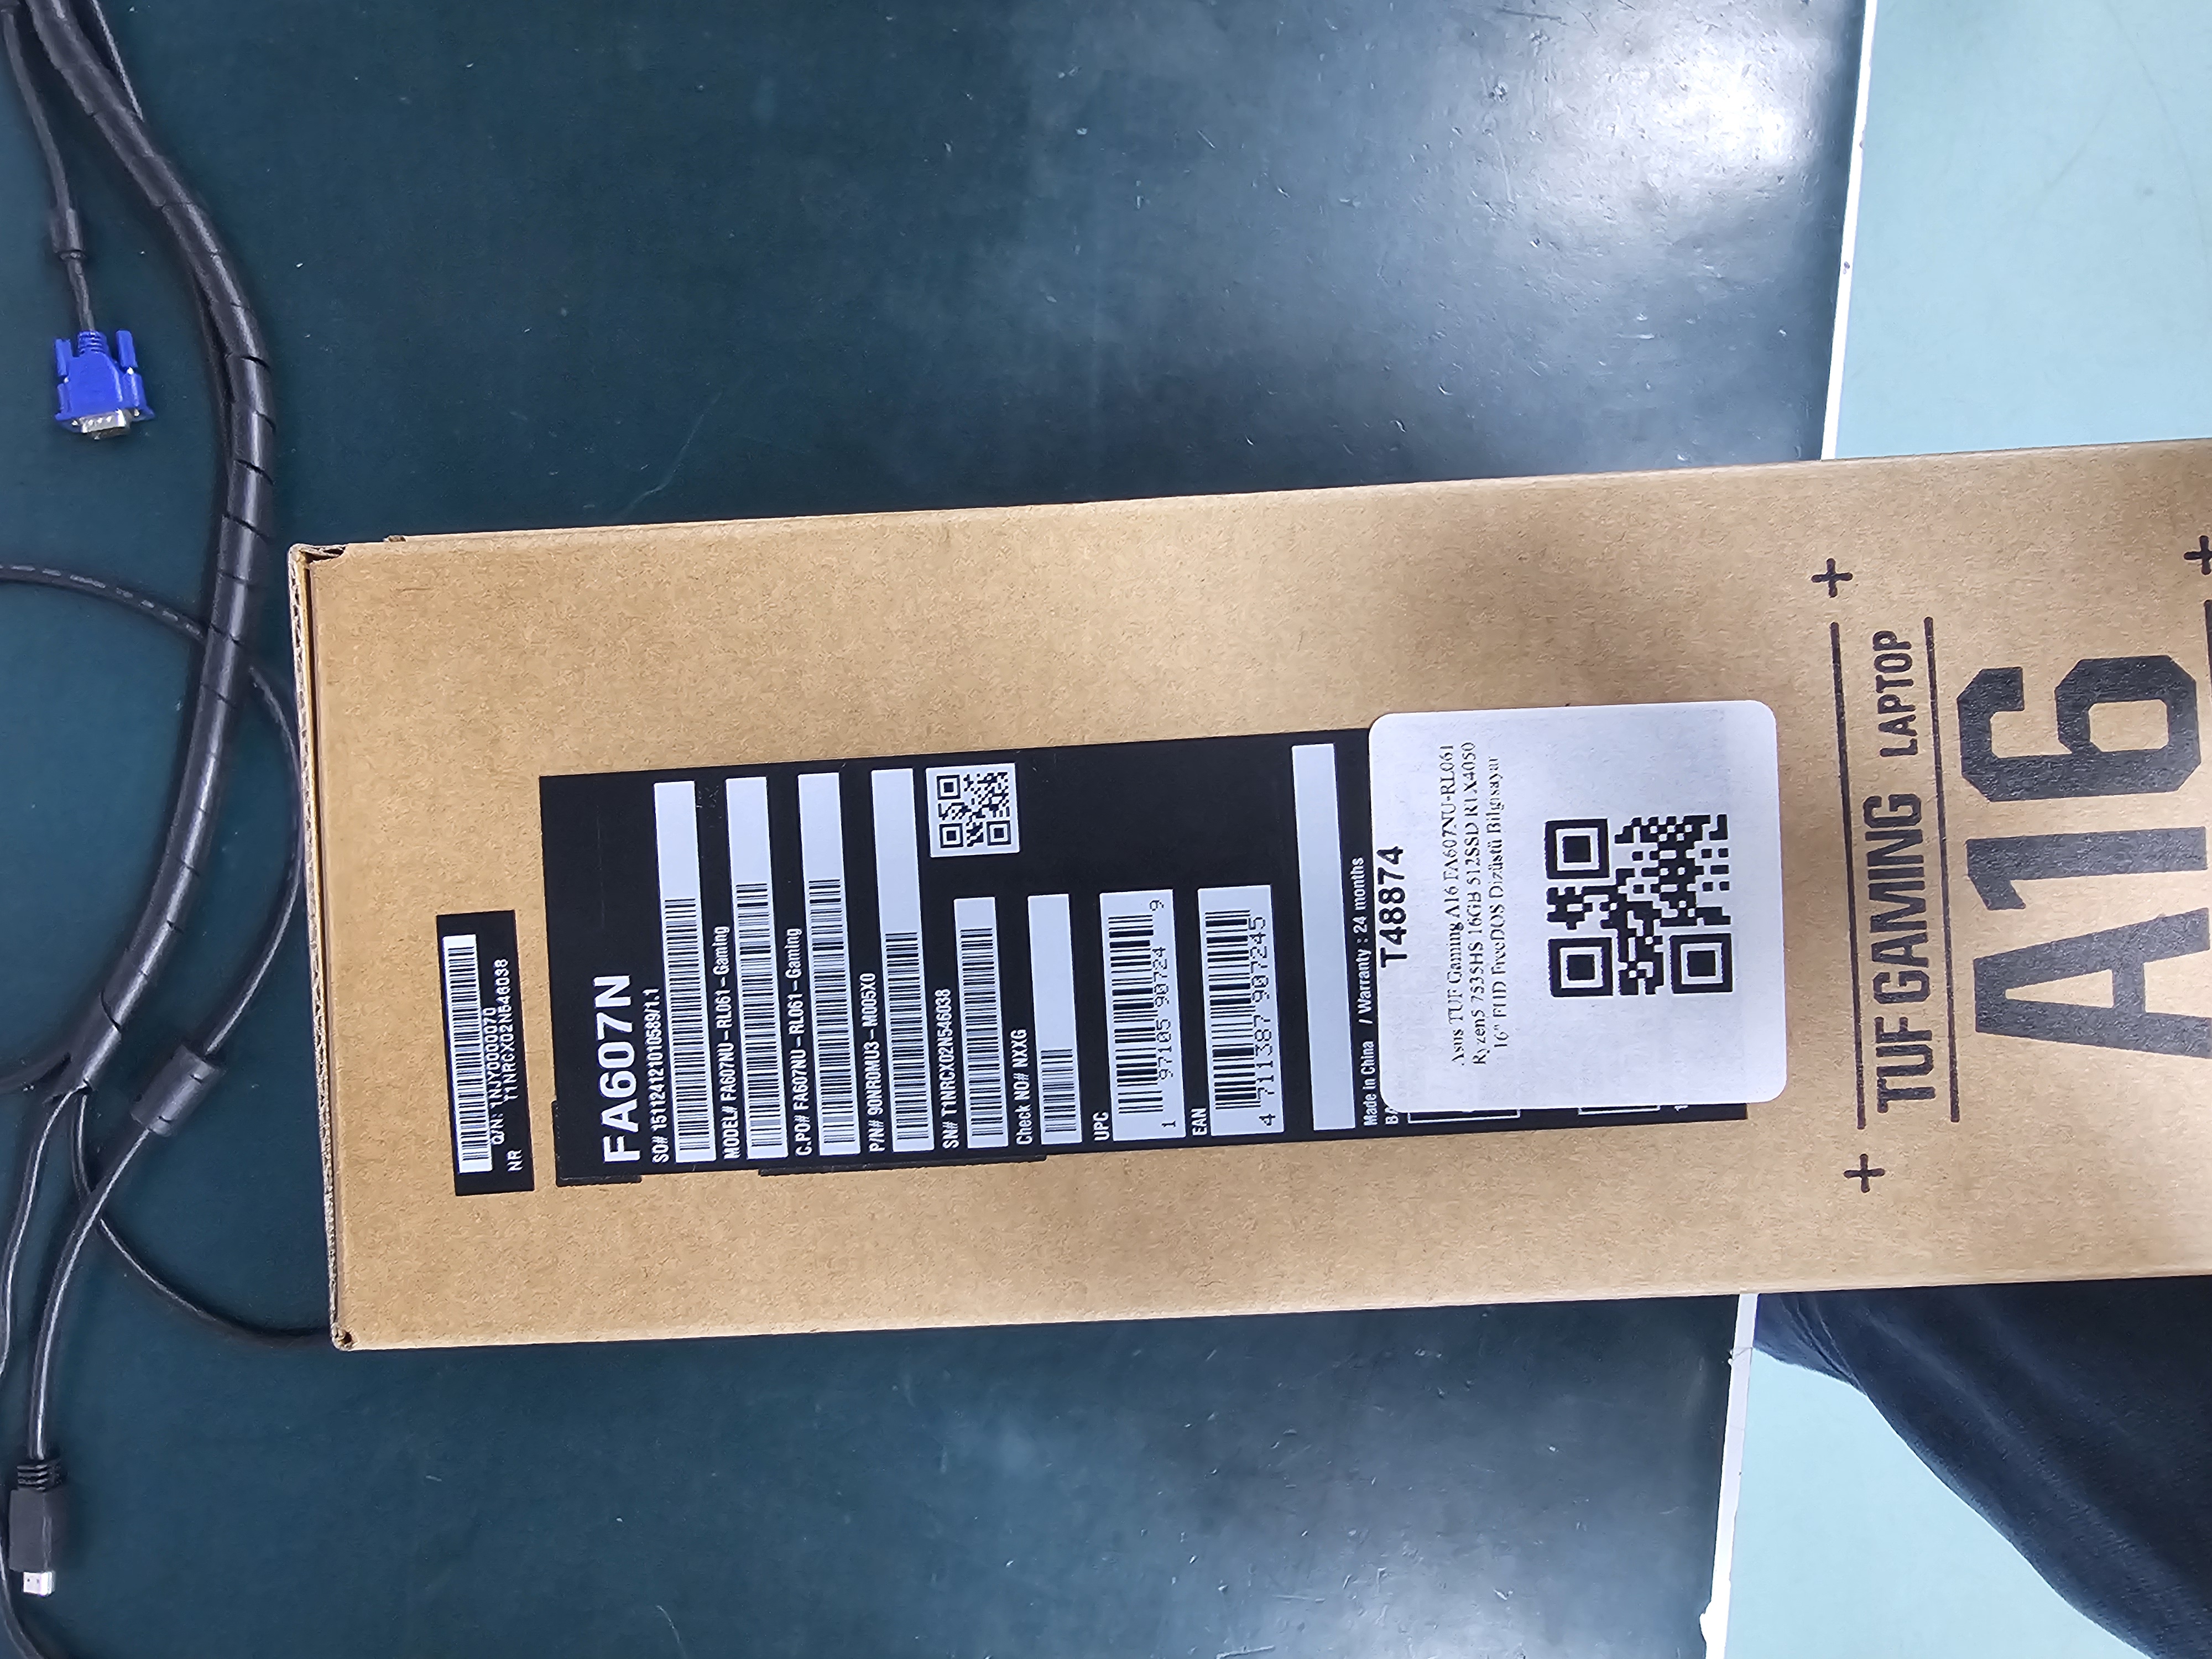 Q/N: TNJY0000070
NR T1NRCX02N546038
FA607N
SO# 151124121010589/1.1
MODEL# FA607NU-RL061-Gaming
C.PO# FA607NU-RL061-Gaming
P/N# 90NR0MU3-M005X0
SN# T1NRCX02N546038
Check NO# NXXG
UPC
1 97105 90724 9
EAN
4 711387 907245
Made in China / Warranty : 24 months
BA
T48874
Asus TUF Gaming A16 FA607NU-RL061
Ryzen5 7535HS 16GB 512SSD RTX4050
16" FHD FreeDOS Dizüstü Bilgisayar
TUF GAMING LAPTOP
A16